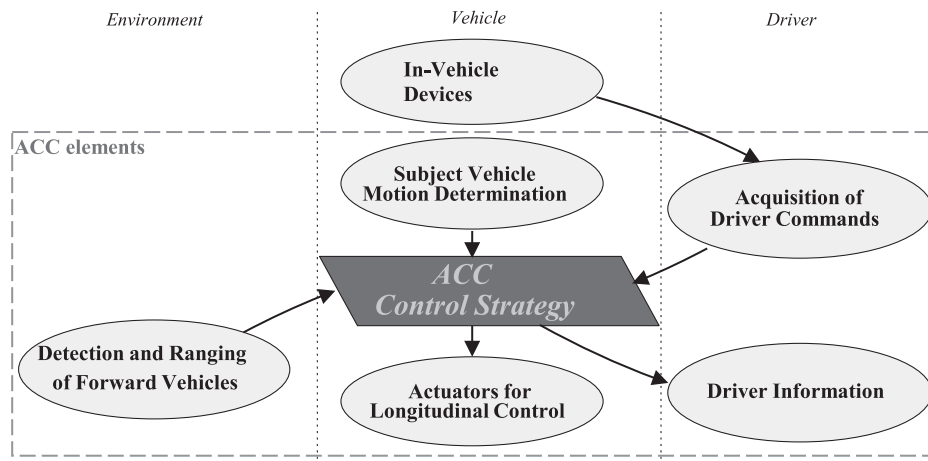 Environment
Vehicle
Driver
In-Vehicle
Devices
ACC elements
Subject Vehicle
Motion Determination
Acquisition of
Driver Commands
ACC
Control Strategy
Detection and Ranging
of Forward Vehicles
Actuators for
Longitudinal Control
Driver Information